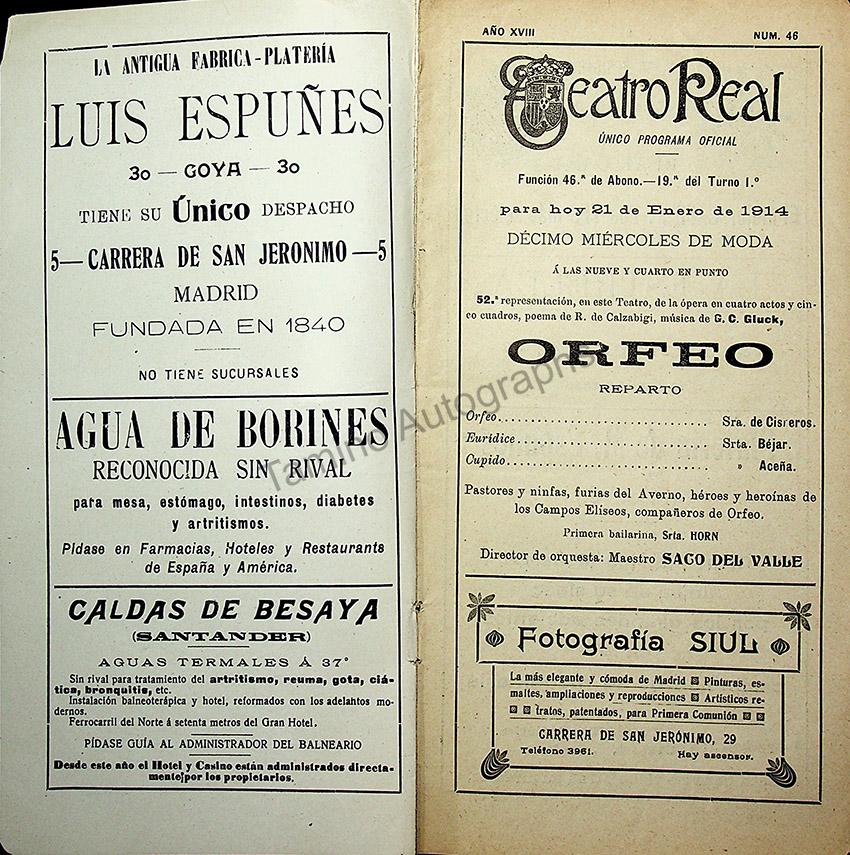 LA ANTIGUA FABRICA-PLATERÍA
LUIS ESPUÑES
30 — GOYA — 30
TIENE SU Único DESPACHO
5—CARRERA DE SAN JERONIMO—5
MADRID
FUNDADA EN 1840
NO TIENE SUCURSALES
AGUA DE BORINES
RECONOCIDA SIN RIVAL
para mesa, estómago, intestinos, diabetes
y artritismos.
Pídase en Farmacias, Hoteles y Restaurants
de España y América.
CALDAS DE BESAYA
(SANTANDER)
AGUAS TERMALES Á 37°
Sin rival para tratamiento del artritismo, reuma, gota, ciá-
tica, bronquitis, etc.
Instalación balneoterápica y hotel, reformados con los adelantos mo-
dernos.
Ferrocarril del Norte á setenta metros del Gran Hotel.
PÍDASE GUÍA AL ADMINISTRADOR DEL BALNEARIO
Desde este año el Hotel y Casino están administrados directa-
mente por los propietarios.
AÑO XVIII NUM. 46
Teatro Real
ÚNICO PROGRAMA OFICIAL
Función 46.ª de Abono.—19.ª del Turno 1.º
para hoy 21 de Enero de 1914
DÉCIMO MIÉRCOLES DE MODA
Á LAS NUEVE Y CUARTO EN PUNTO
52.ª representación, en este Teatro, de la ópera en cuatro actos y cin-
co cuadros, poema de R. de Calzabigi, música de G. C. Gluck,
ORFEO
REPARTO
Orfeo........................ Sra. de Cisneros.
Eurídice..................... Srta. Béjar.
Cupido....................... » Aceña.
Pastores y ninfas, furias del Averno, héroes y heroínas de
los Campos Elíseos, compañeros de Orfeo.
Primera bailarina, Srta. HORN
Director de orquesta: Maestro SACO DEL VALLE
Fotografía SIUL
La más elegante y cómoda de Madrid Pinturas, es-
maltes, ampliaciones y reproducciones Artísticos re-
tratos, patentados, para Primera Comunión
CARRERA DE SAN JERÓNIMO, 29
Teléfono 3961. Hay ascensor.
Tamino Autographs